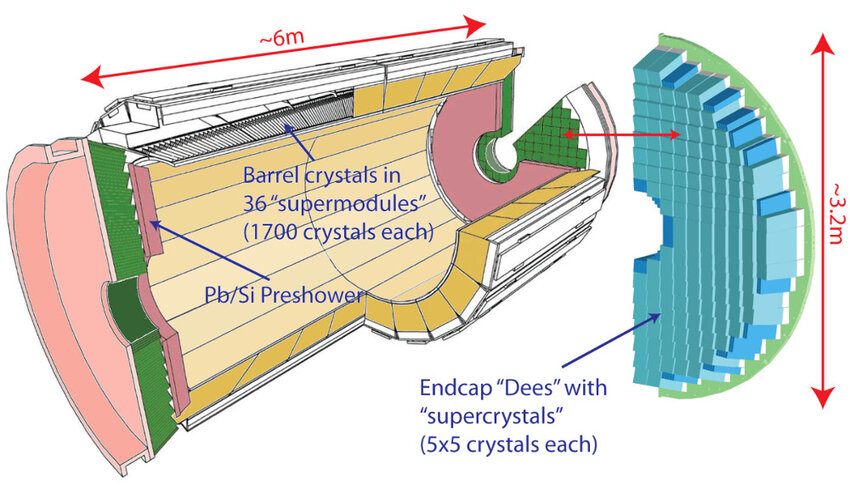 ~6m
Barrel crystals in
36 “supermodules”
(1700 crystals each)
Pb/Si Preshower
~3.2m
Endcap “Dees” with
“supercrystals”
(5x5 crystals each)